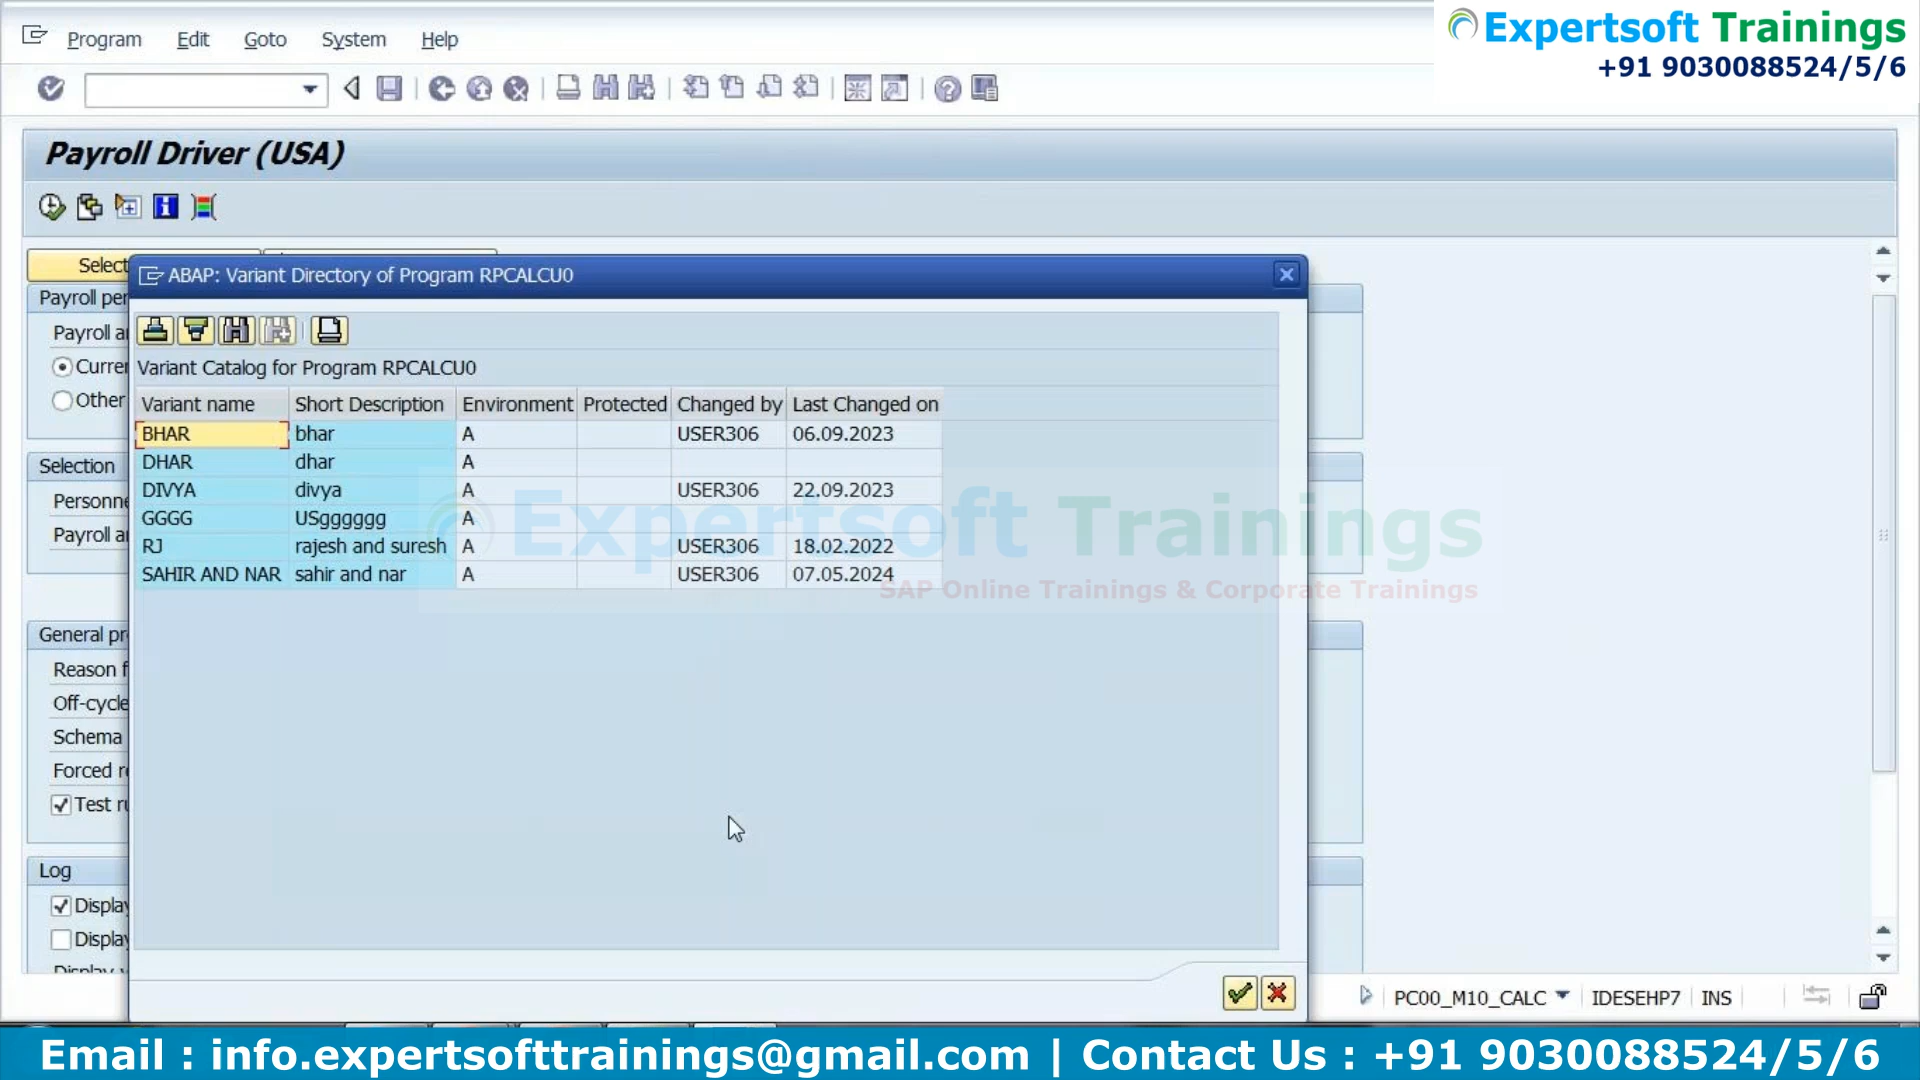 Program Edit Goto System Help
Expertsoft Trainings
+91 9030088524/5/6
Payroll Driver (USA)
Select
ABAP: Variant Directory of Program RPCALCU0
Payroll per
Payroll a
Curre
Other
Variant Catalog for Program RPCALCU0
Variant name Short Description Environment Protected Changed by Last Changed on
BHAR bhar A USER306 06.09.2023
DHAR dhar A
DIVYA divya A USER306 22.09.2023
GGGG USgggggg A
RJ rajesh and suresh A USER306 18.02.2022
SAHIR AND NAR sahir and nar A USER306 07.05.2024
Expertsoft Trainings
SAP Online Trainings & Corporate Trainings
Selection
Personne
Payroll a
General pr
Reason f
Off-cycle
Schema
Forced r
Test ru
Log
Display
Display
Display
PC00_M10_CALC IDESEHP7 INS
Email : info.expertsofttrainings@gmail.com | Contact Us : +91 9030088524/5/6